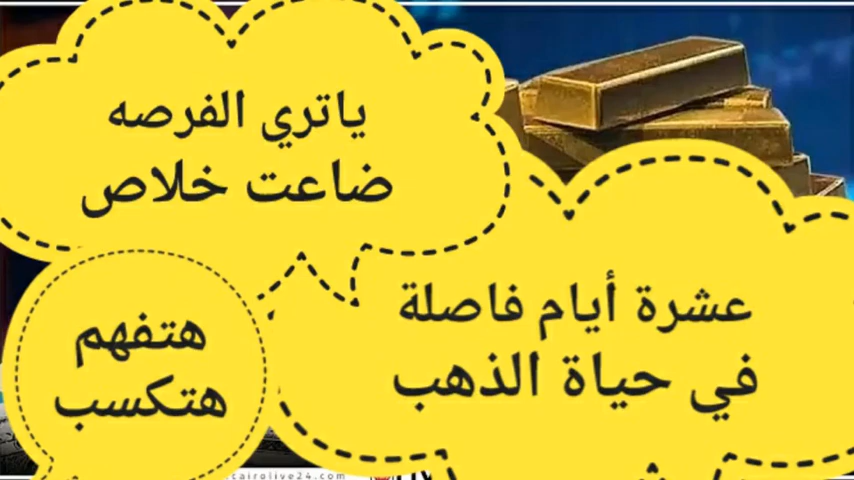 ياتري الفرصه
ضاعت خلاص
عشرة أيام فاصلة
في حياة الذهب
هتفهم
هتكسب
cairolive24.com